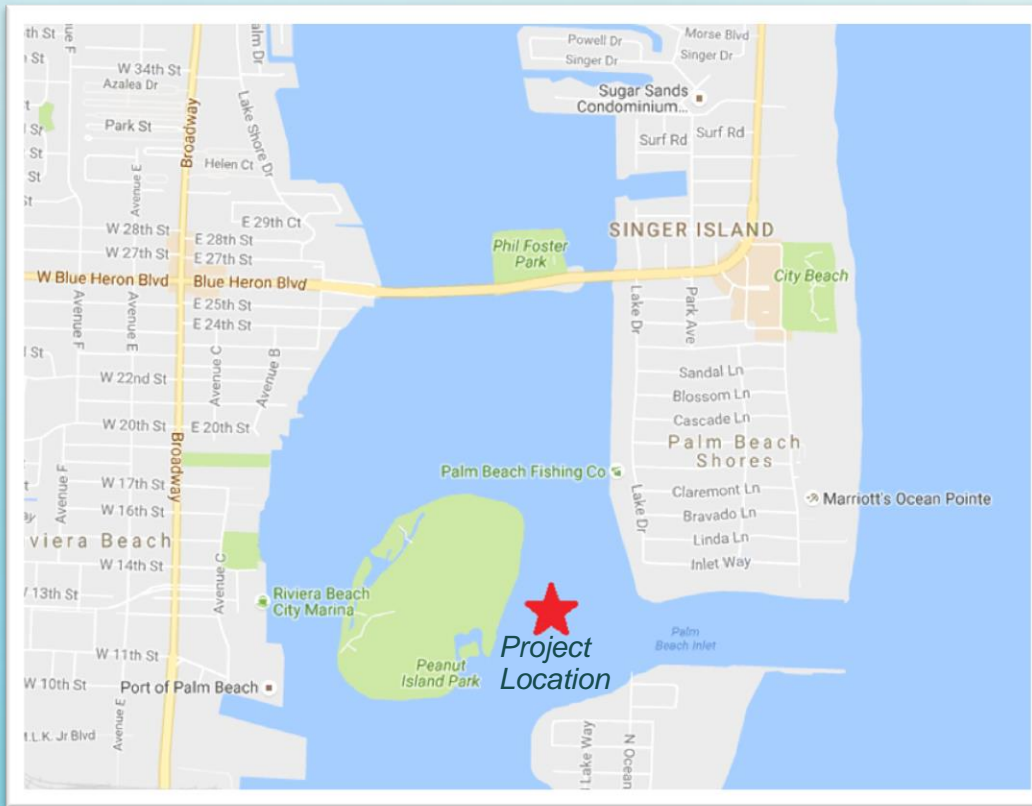 W 34th St
Azalea Dr
Park St
Avenue F
Avenue E
Broadway
Lake Shore Dr
Helen Ct
E 29th Ct
W 28th St
E 28th St
W 27th St
E 27th St
W Blue Heron Blvd
Blue Heron Blvd
E 25th St
E 24th St
Avenue F
Avenue E
Avenue C
Avenue B
W 22nd St
W 20th St
E 20th St
Broadway
W 17th St
W 16th St
Avenue F
viera Beach
W 14th St
13th St
Avenue C
Riviera Beach
City Marina
W 11th St
W 10th St
Port of Palm Beach
Avenue E
L.K. Jr Blvd
Powell Dr
Singer Dr
Morse Blvd
Singer Dr
Sugar Sands
Condominium...
Surf Rd
Surf Rd
SINGER ISLAND
Phil Foster
Park
City Beach
Lake Dr
Park Ave
Sandal Ln
Blossom Ln
Cascade Ln
Palm Beach
Shores
Palm Beach Fishing Co
Lake Dr
Claremont Ln
Marriott's Ocean Pointe
Bravado Ln
Linda Ln
Inlet Way
Project
Location
Palm
Beach Inlet
Peanut
Island Park
Lake Way
N Ocean